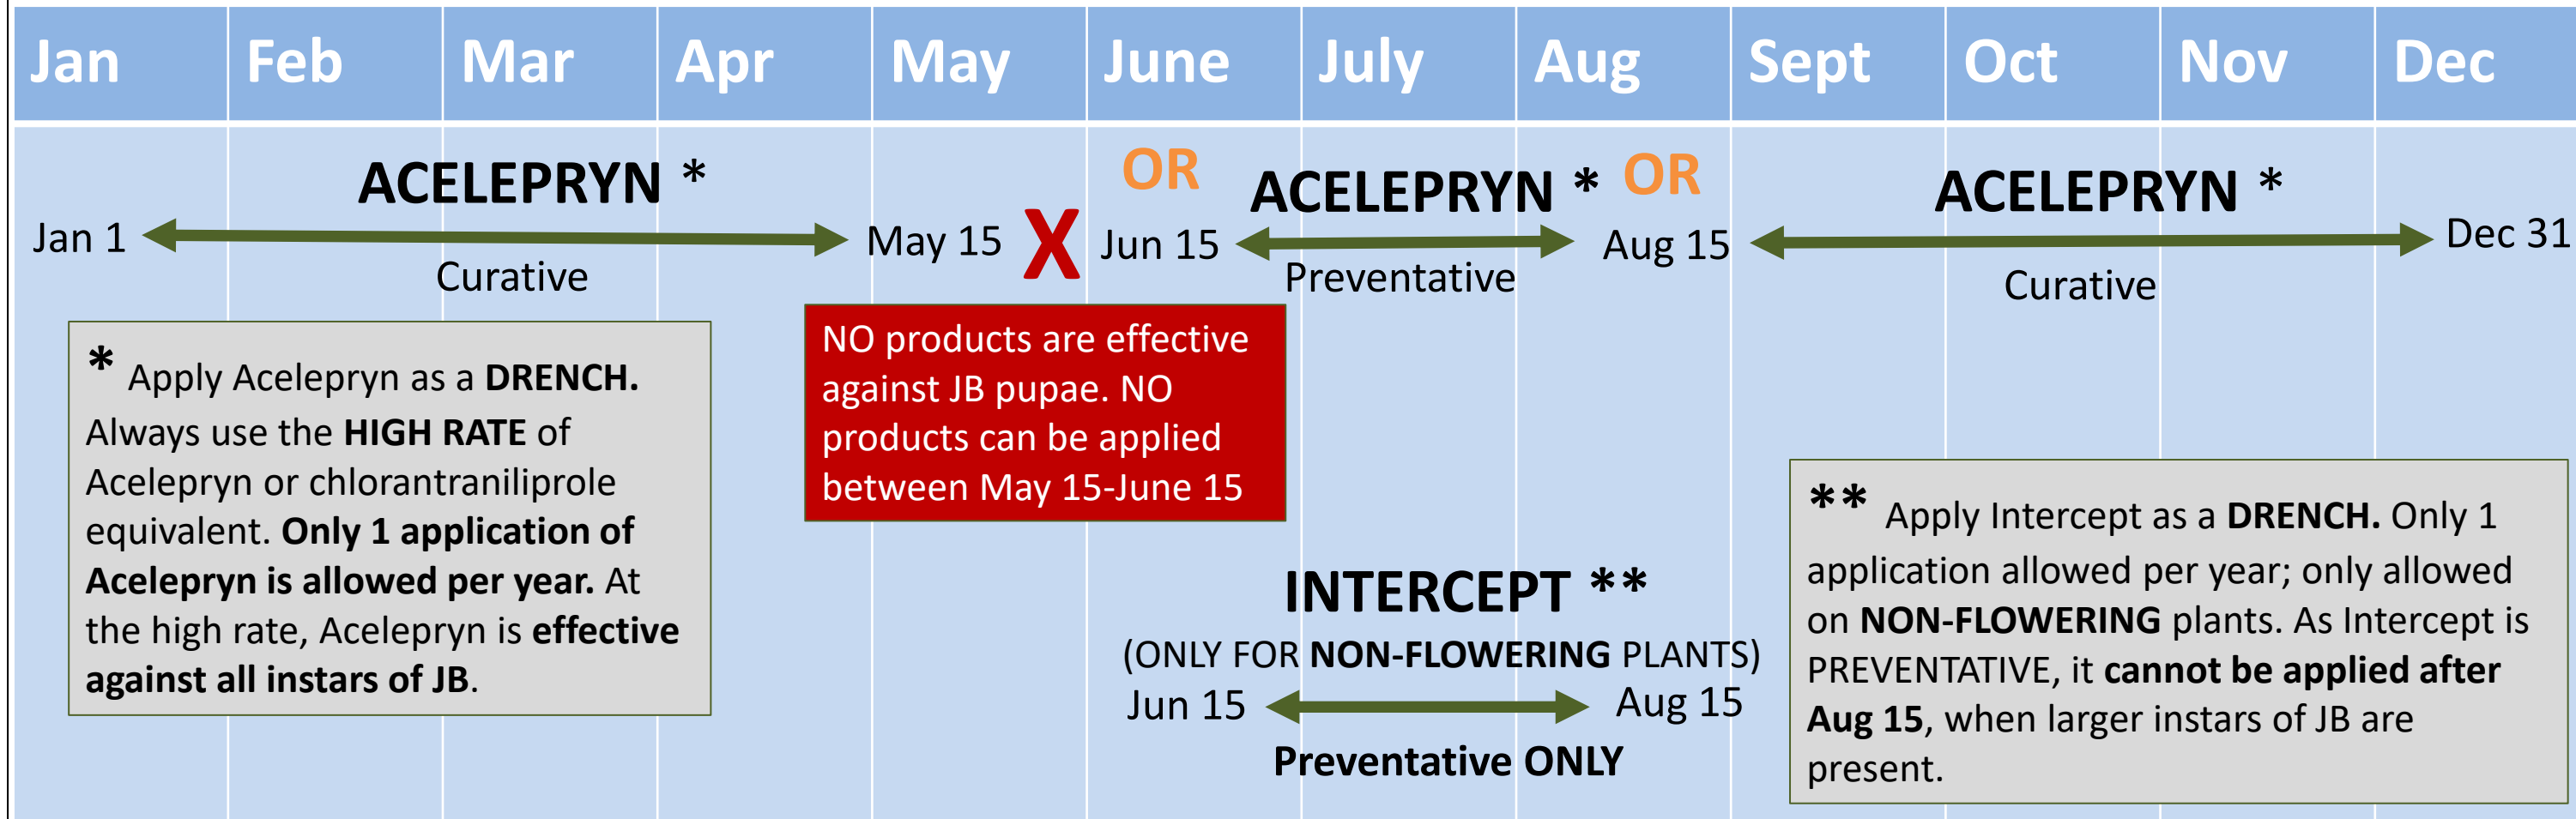 Jan Feb Mar Apr May June July Aug Sept Oct Nov Dec
ACELEPRYN *
Jan 1
May 15
Curative
X
OR
ACELEPRYN *
OR
Jun 15
Aug 15
Preventative
ACELEPRYN *
Dec 31
Curative
* Apply Acelepryn as a DRENCH.
Always use the HIGH RATE of
Acelepryn or chlorantraniliprole
equivalent. Only 1 application of
Acelepryn is allowed per year. At
the high rate, Acelepryn is effective
against all instars of JB.
NO products are effective
against JB pupae. NO
products can be applied
between May 15-June 15
INTERCEPT **
(ONLY FOR NON-FLOWERING PLANTS)
Jun 15
Aug 15
Preventative ONLY
** Apply Intercept as a DRENCH. Only 1
application allowed per year; only allowed
on NON-FLOWERING plants. As Intercept is
PREVENTATIVE, it cannot be applied after
Aug 15, when larger instars of JB are
present.